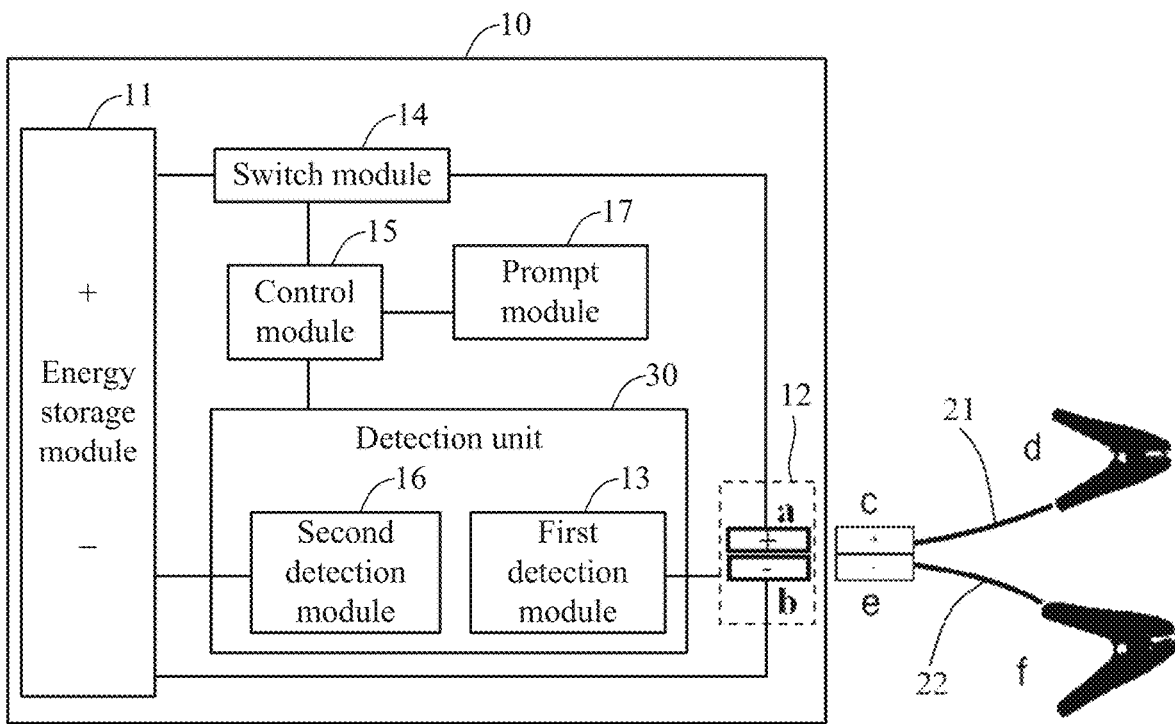 10
11
14
Switch module
17
15
Prompt
module
Control
module
+
Energy
storage
module
−
30
Detection unit
12
21
d
16
13
a
c
Second
detection
module
First
detection
module
+
+
-
-
b
e
22
f